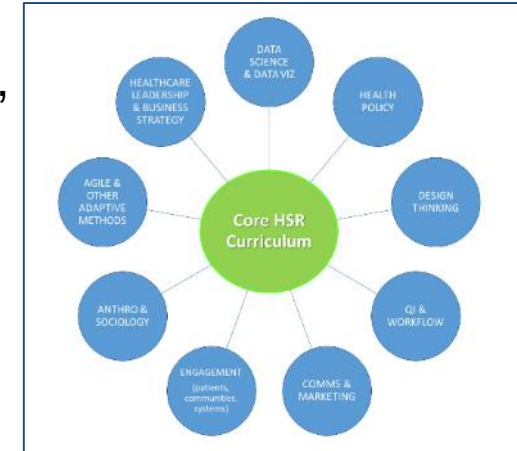 ,
DATA
SCIENCE
& DATA VIZ
HEALTH
POLICY
DESIGN
THINKING
QI &
WORKFLOW
COMMS &
MARKETING
ENGAGEMENT
(patients,
communities,
systems)
ANTHRO &
SOCIOLOGY
AGILE &
OTHER
ADAPTIVE
METHODS
HEALTHCARE
LEADERSHIP
& BUSINESS
STRATEGY
Core HSR
Curriculum